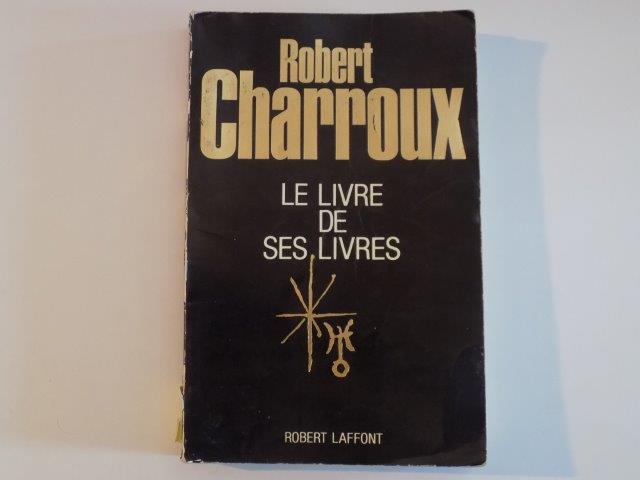 Robert
Charroux
LE LIVRE
DE
SES LIVRES
ROBERT LAFFONT